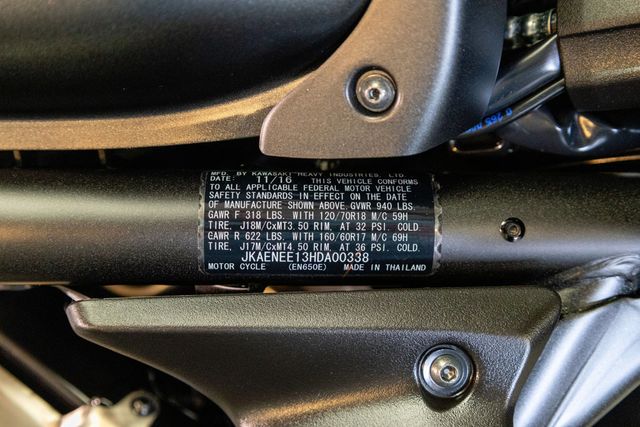 0 265 00
MFD. BY KAWASAKI HEAVY INDUSTRIES, LTD.
DATE: 11/16 THIS VEHICLE CONFORMS
TO ALL APPLICABLE FEDERAL MOTOR VEHICLE
SAFETY STANDARDS IN EFFECT ON THE DATE
OF MANUFACTURE SHOWN ABOVE. GVWR 940 LBS.
GAWR F 318 LBS. WITH 120/70R18 M/C 59H
TIRE, J18M/CxMT3.50 RIM. AT 32 PSI. COLD.
GAWR R 622 LBS. WITH 160/60R17 M/C 69H
TIRE, J17M/CxMT4.50 RIM. AT 36 PSI. COLD.
JKAENEE13HDA00338
MOTOR CYCLE (EN650E) MADE IN THAILAND